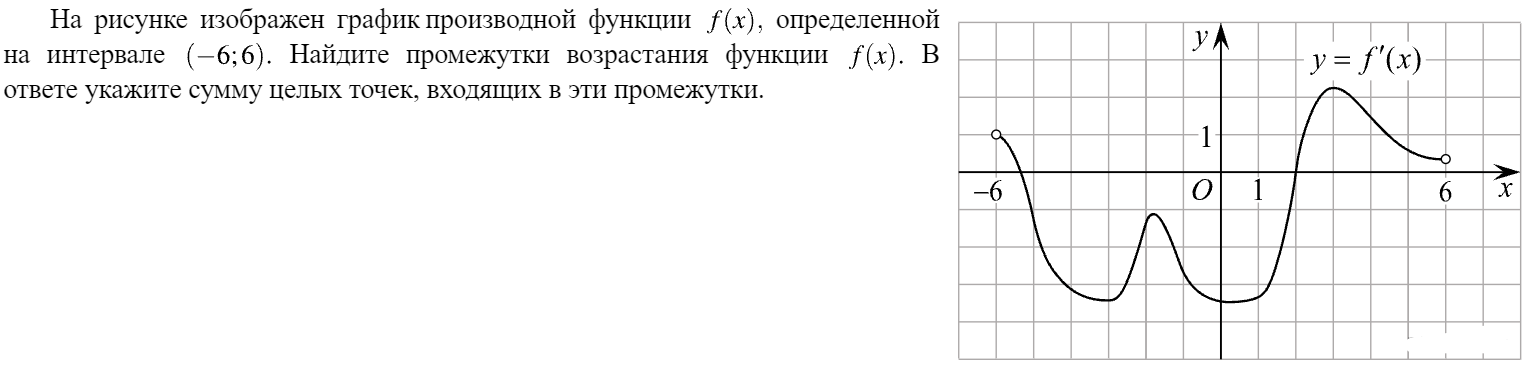 На рисунке изображен график производной функции f(x), определенной
на интервале (−6; 6). Найдите промежутки возрастания функции f(x). В
ответе укажите сумму целых точек, входящих в эти промежутки.
y
y = f′(x)
1
−6
O
1
6
x